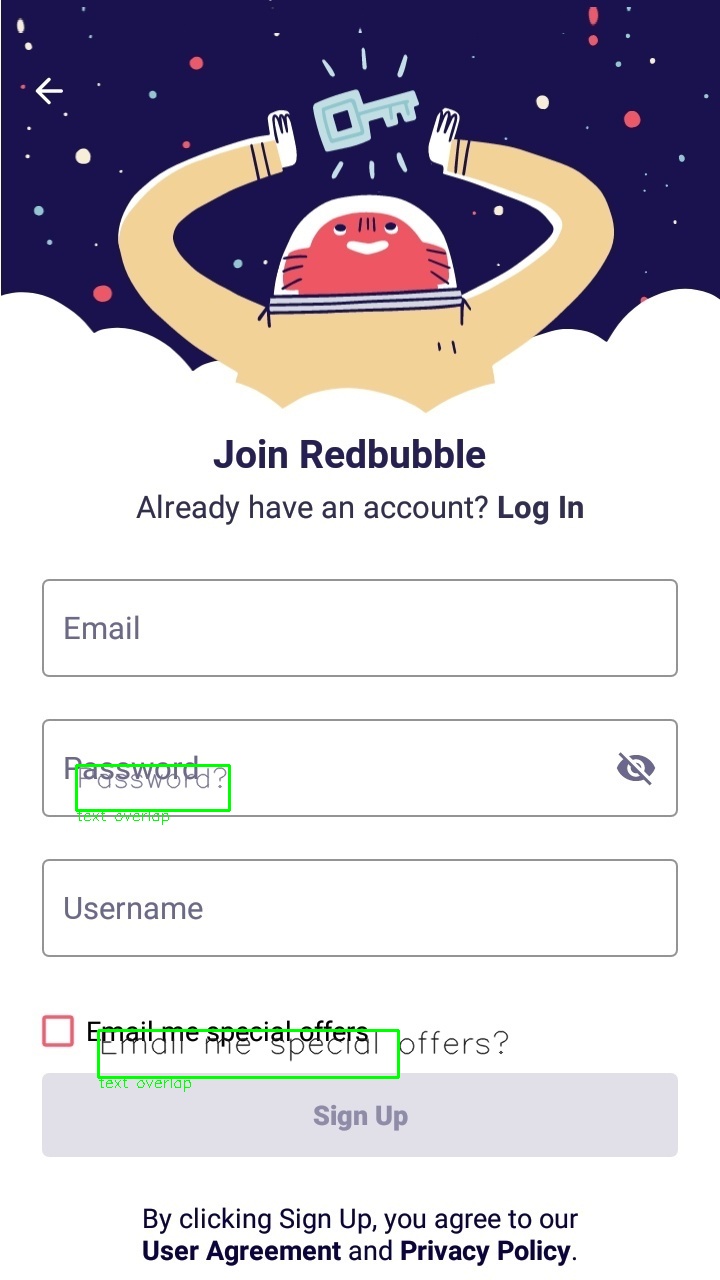 Join Redbubble
Already have an account? Log In
Email
Password
Password?
text overlap
Username
Email me special offers
Email me special offers?
text overlap
Sign Up
By clicking Sign Up, you agree to our
User Agreement and Privacy Policy.